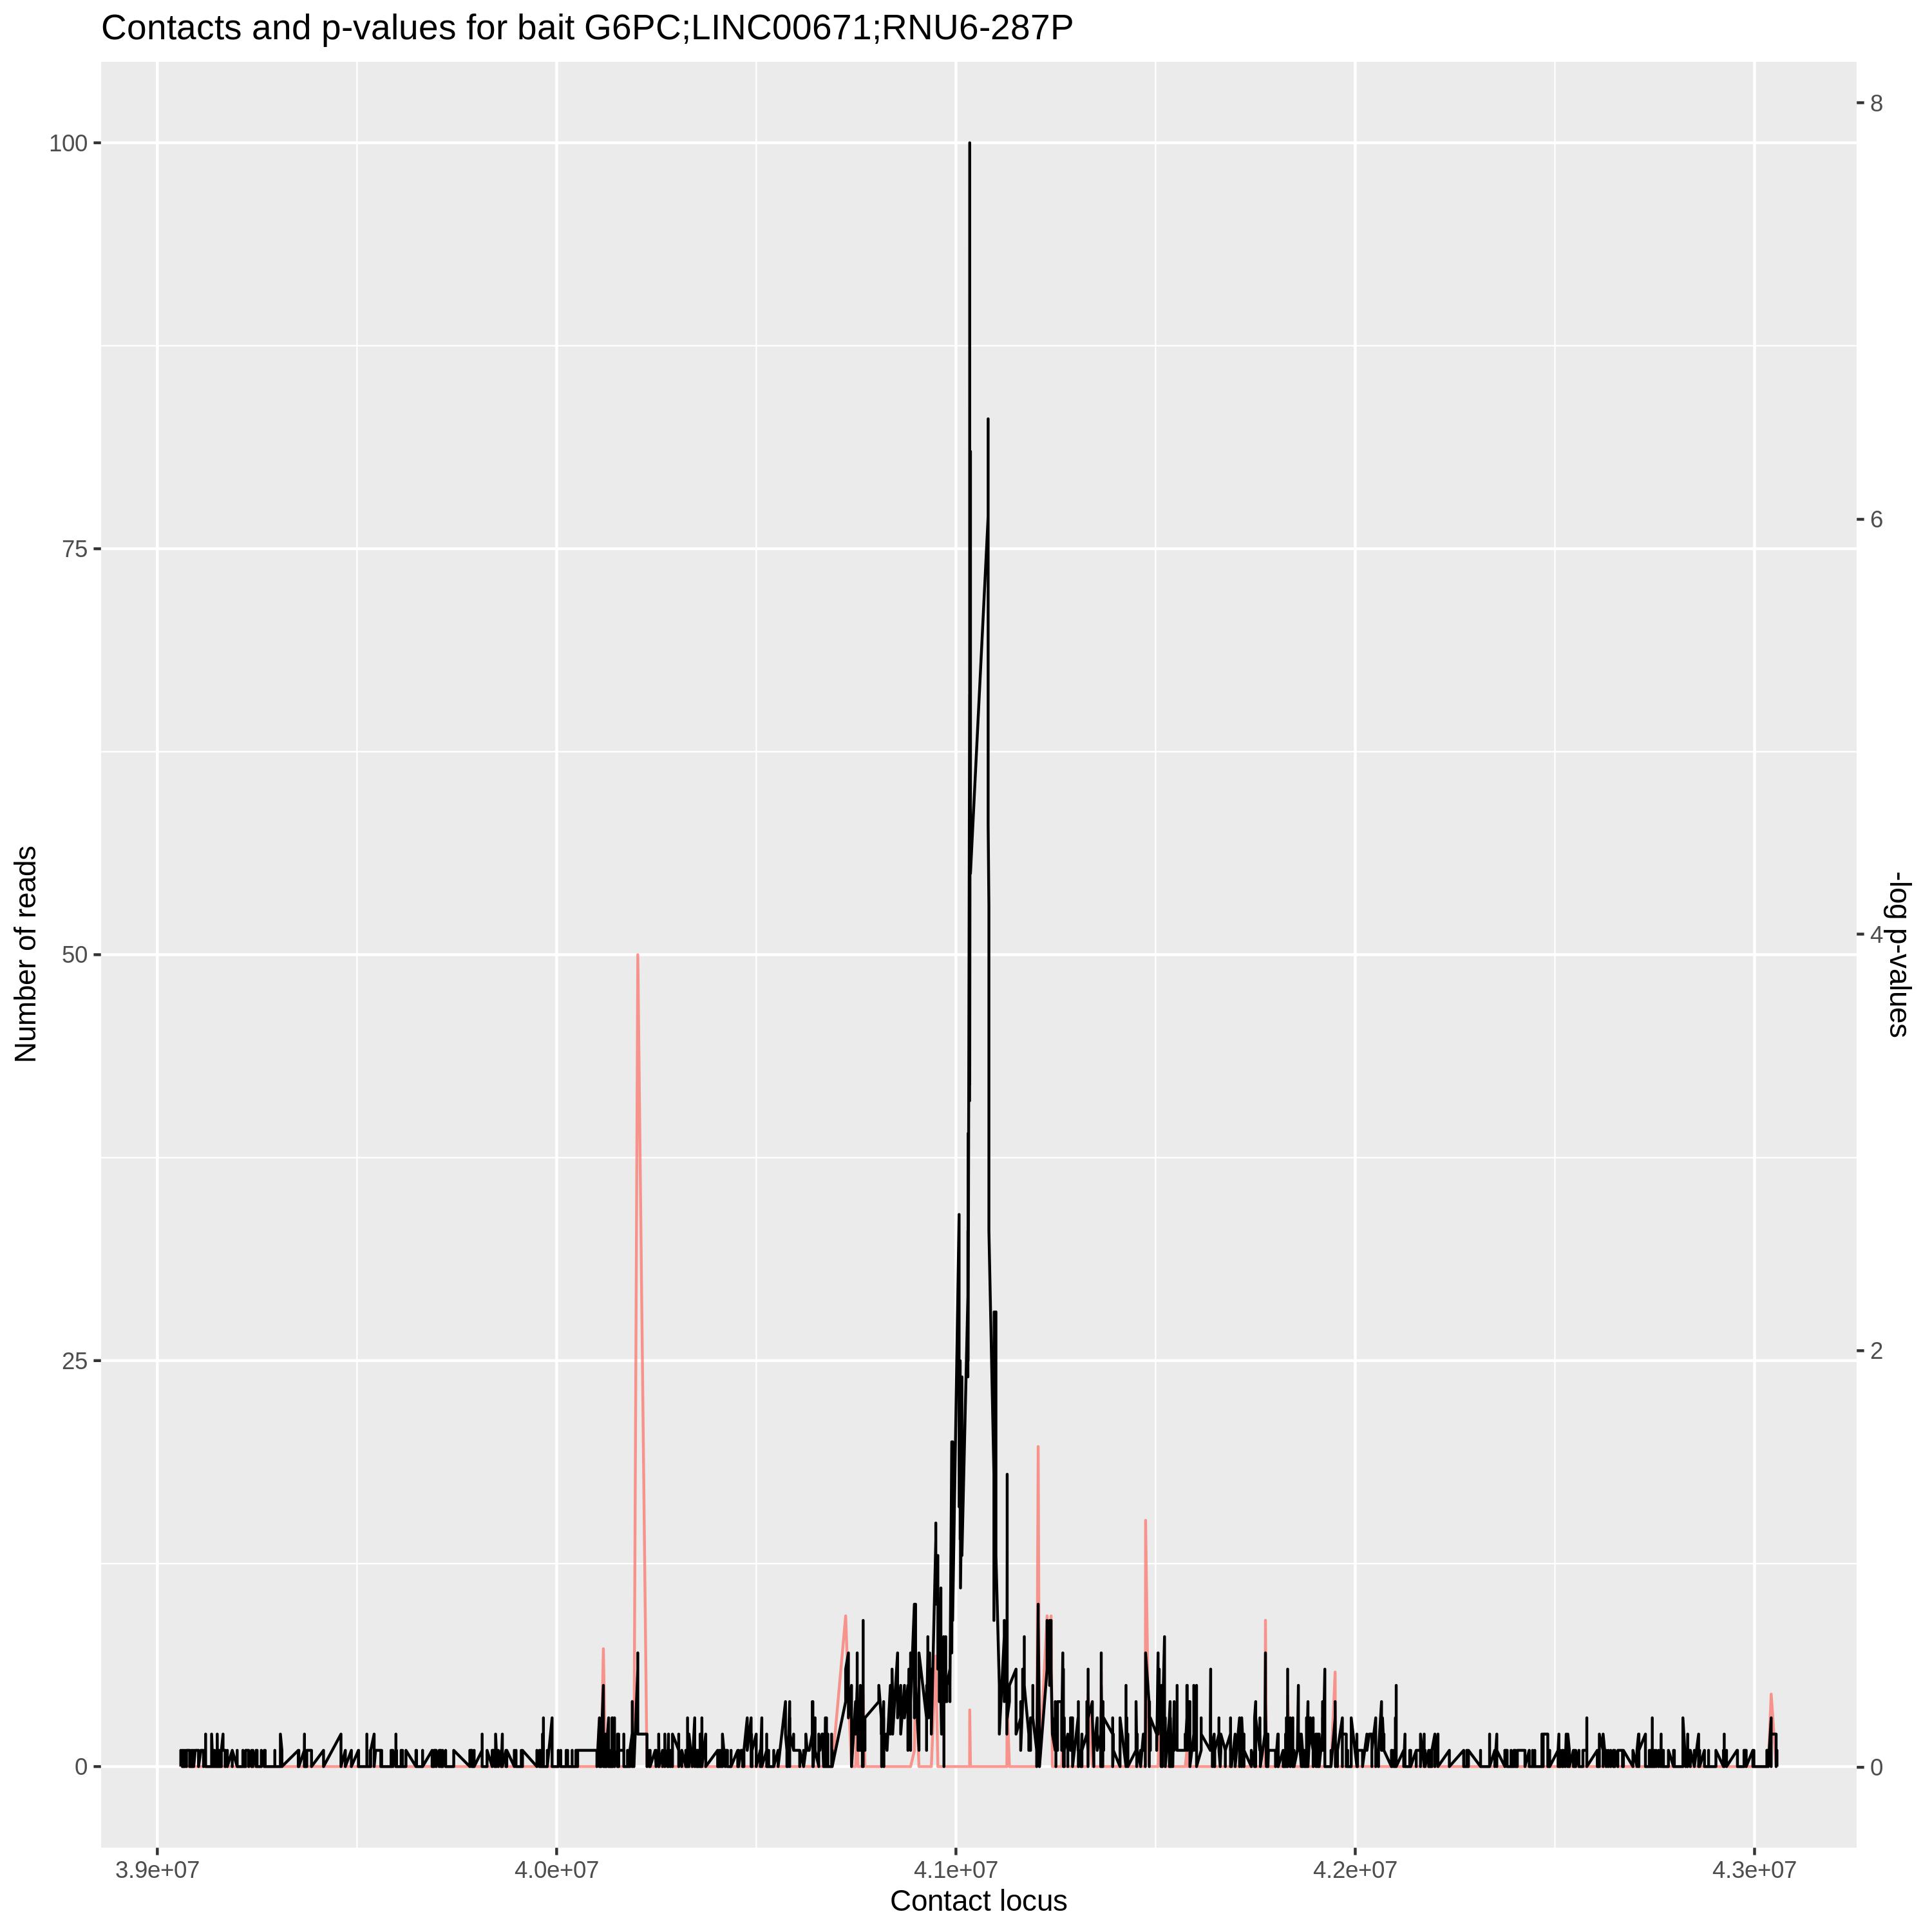 Contacts and p-values for bait G6PC;LINC00671;RNU6-287P
100
75
50
25
0
Number of reads
8
6
4
2
0
-log p-values
3.9e+07
4.0e+07
4.1e+07
4.2e+07
4.3e+07
Contact locus